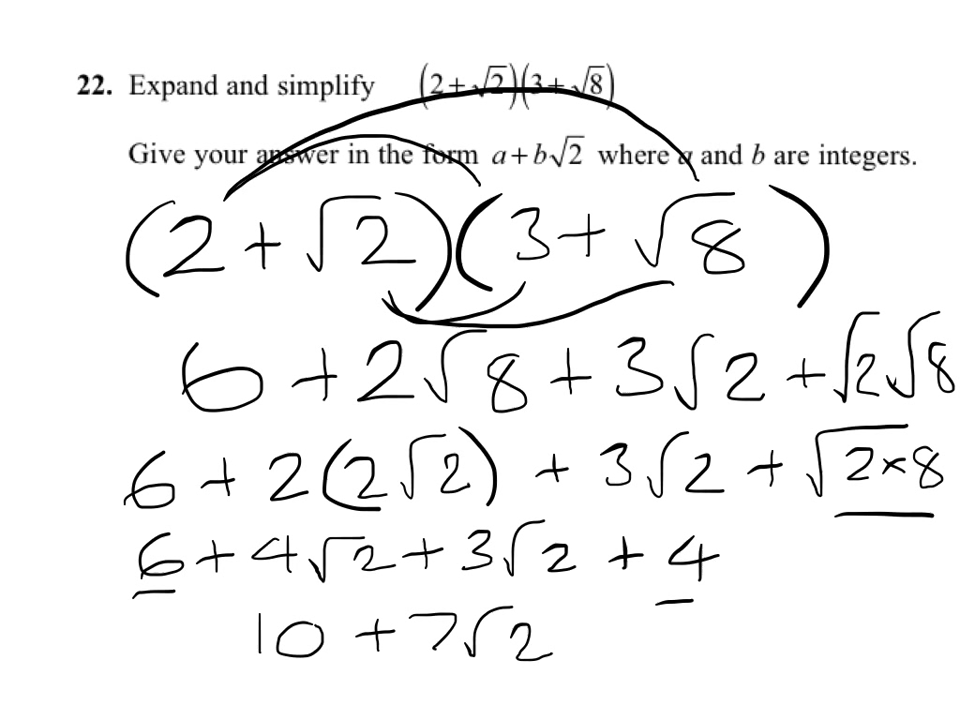 22. Expand and simplify (2+√2)(3+√8)
Give your answer in the form a+b√2 where a and b are integers.
(2+√2)(3+√8)
6+2√8+3√2+√2√8
6+2(2√2)+3√2+√2×8
6+4√2+3√2+4
10+7√2